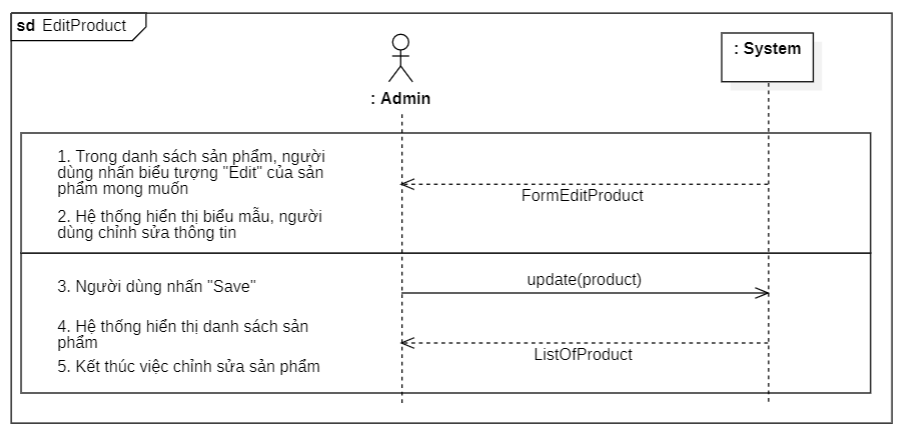 sd EditProduct
: Admin
: System
1. Trong danh sách sản phẩm, người
dùng nhấn biểu tượng "Edit" của sản
phẩm mong muốn
FormEditProduct
2. Hệ thống hiển thị biểu mẫu, người
dùng chỉnh sửa thông tin
3. Người dùng nhấn "Save"
update(product)
4. Hệ thống hiển thị danh sách sản
phẩm
ListOfProduct
5. Kết thúc việc chỉnh sửa sản phẩm